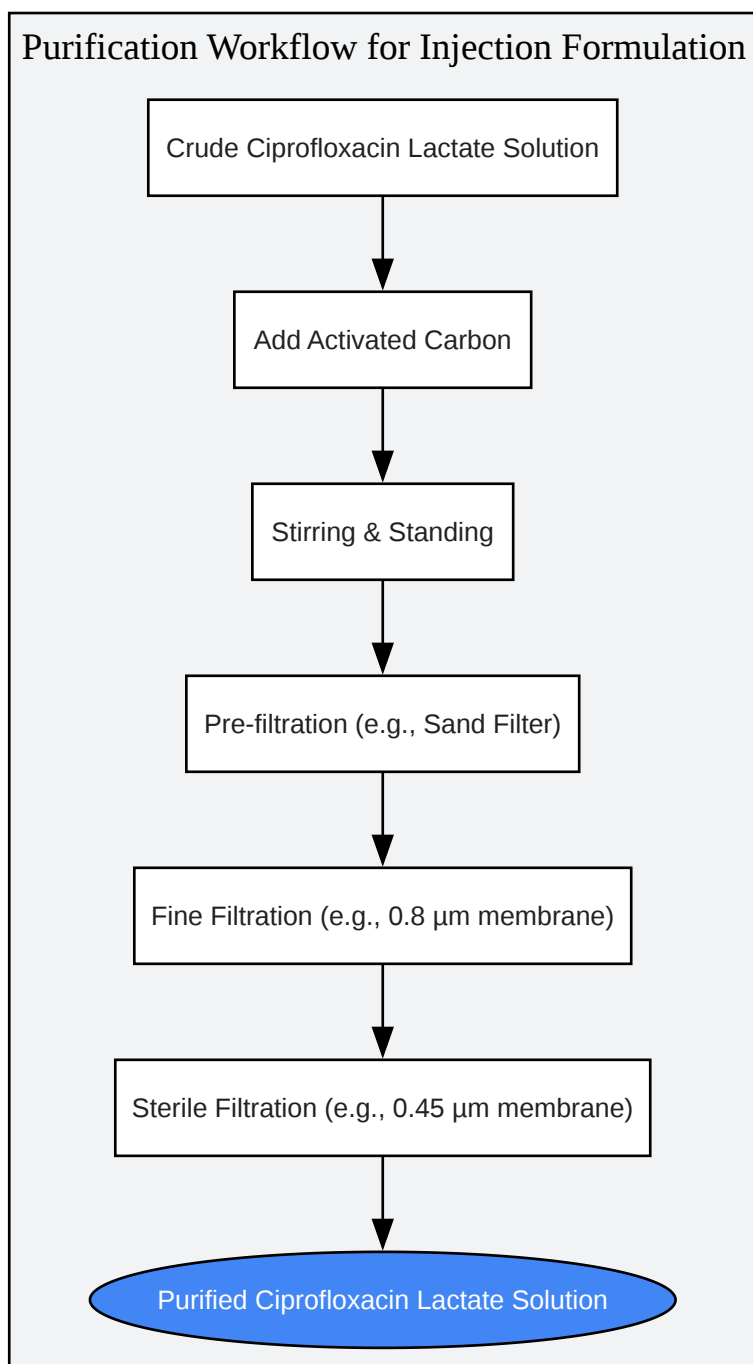 Purification Workflow for Injection Formulation
Crude Ciprofloxacin Lactate Solution
Add Activated Carbon
Stirring & Standing
Pre-filtration (e.g., Sand Filter)
Fine Filtration (e.g., 0.8 µm membrane)
Sterile Filtration (e.g., 0.45 µm membrane)
Purified Ciprofloxacin Lactate Solution